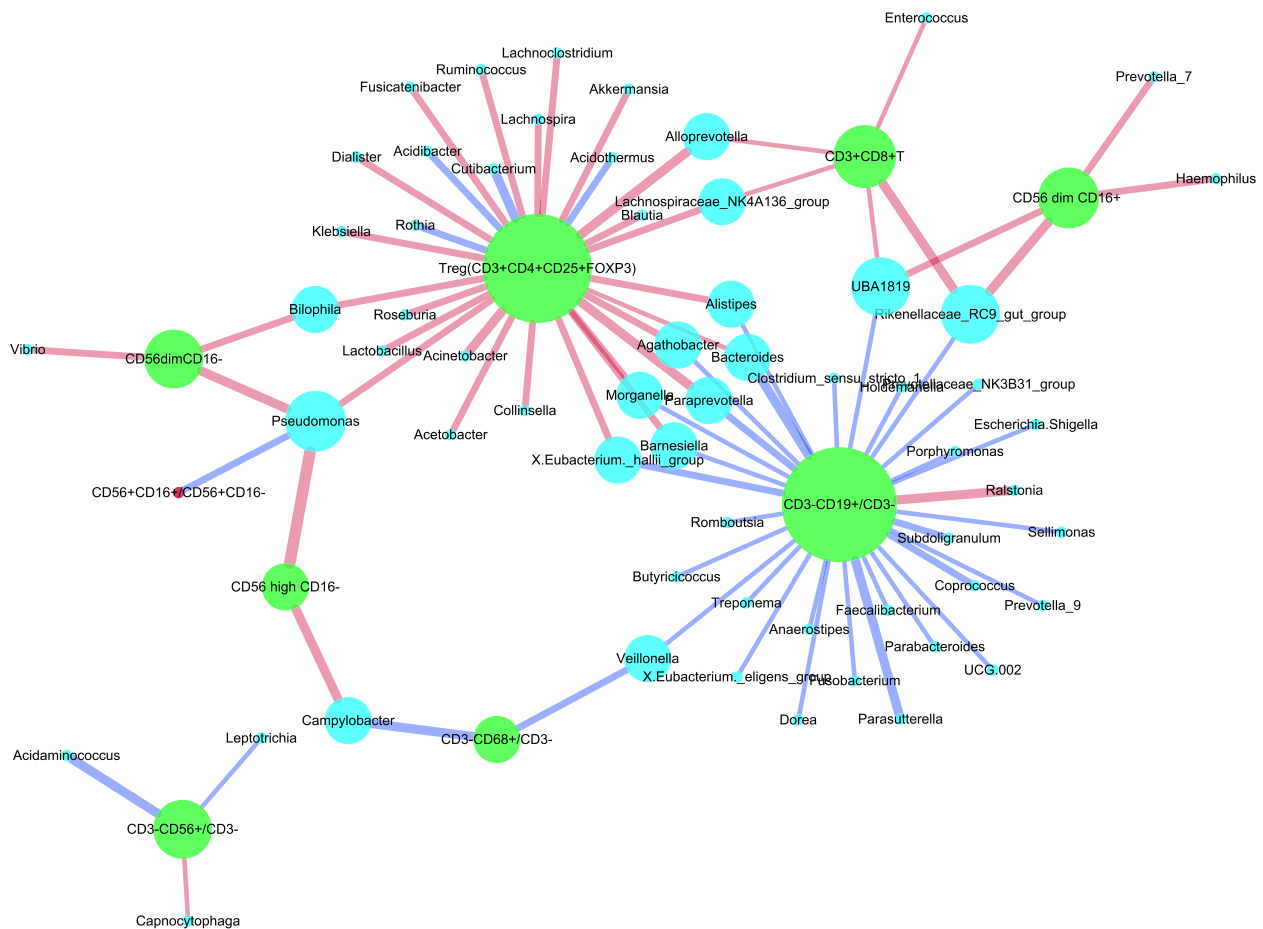 Enterococcus
Lachnoclostridium
Ruminococcus
Prevotella_7
Fusicatenibacter
Akkermansia
Lachnospira
Alloprevotella
Acidibacter
Dialister
Acidothermus
CD3+CD8+T
Cutibacterium
Haemophilus
CD56 dim CD16+
Lachnospiraceae_NK4A136_group
Blautia
Rothia
Klebsiella
Treg(CD3+CD4+CD25+FOXP3)
UBA1819
Alistipes
Bilophila
Roseburia
Rikenellaceae_RC9_gut_group
Agathobacter
Vibrio
Lactobacillus
Acinetobacter
Bacteroides
CD56dimCD16-
Clostridium_sensu_stricto_1
Holdemanella
Prevotellaceae_NK3B31_group
Morganella
Paraprevotella
Collinsella
Pseudomonas
Escherichia.Shigella
Acetobacter
Barnesiella
Porphyromonas
X.Eubacterium._hallii_group
CD56+CD16+/CD56+CD16-
Ralstonia
CD3-CD19+/CD3-
Romboutsia
Sellimonas
Subdoligranulum
Butyricicoccus
CD56 high CD16-
Coprococcus
Treponema
Prevotella_9
Faecalibacterium
Anaerostipes
Parabacteroides
Veillonella
UCG.002
X.Eubacterium._eligens_group
Fusobacterium
Campylobacter
Dorea
Parasutterella
Leptotrichia
CD3-CD68+/CD3-
Acidaminococcus
CD3-CD56+/CD3-
Capnocytophaga